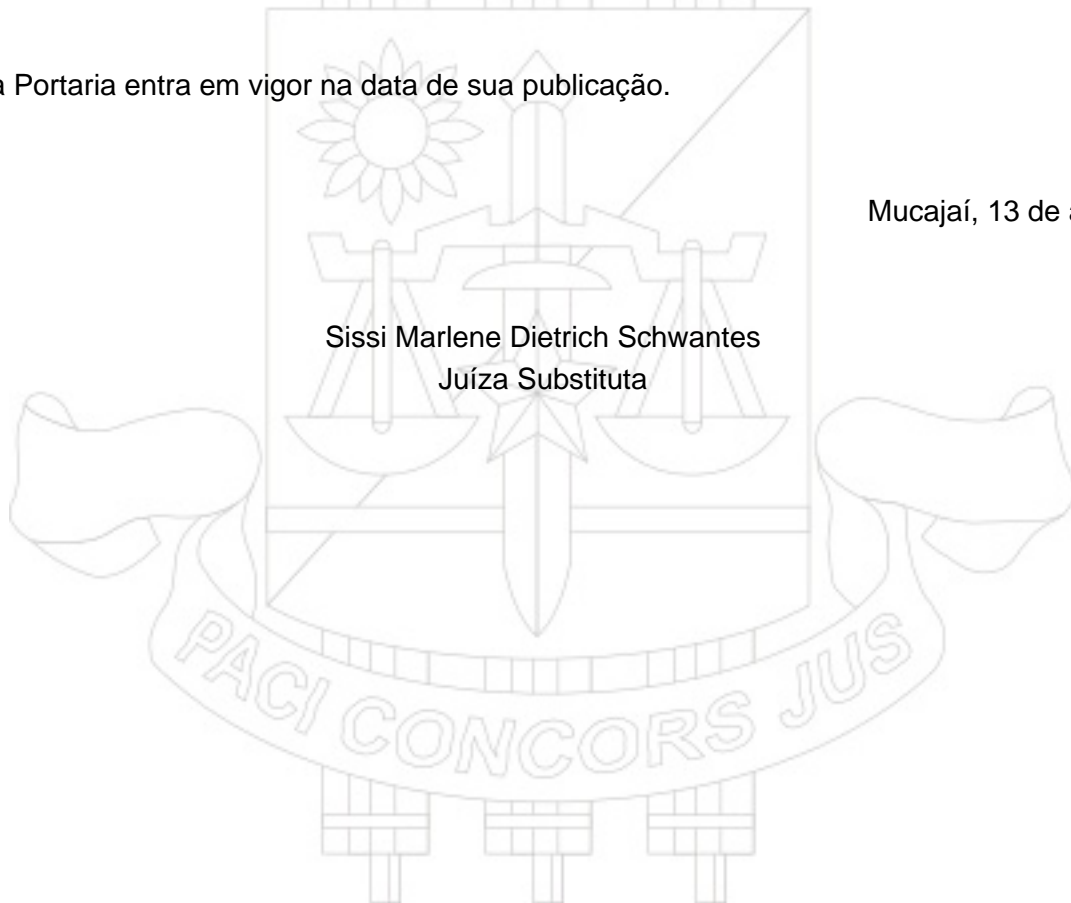 a Portaria entra em vigor na data de sua publicação.
Mucajaí, 13 de a
Sissi Marlene Dietrich Schwantes
Juíza Substituta
PACI CONCORS JUS